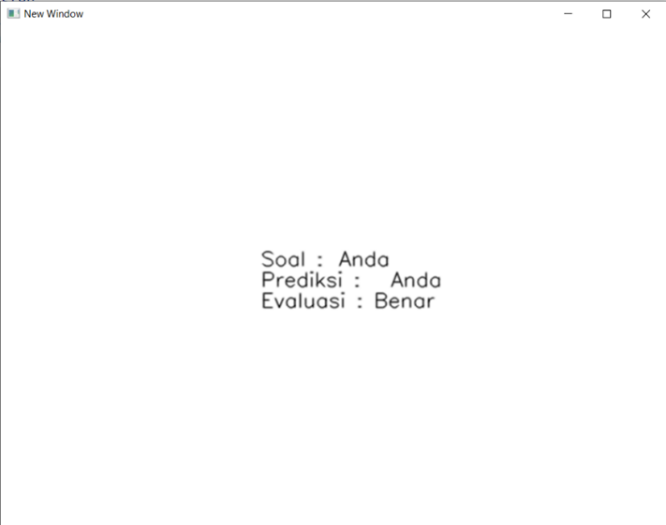 New Window
Soal : Anda
Prediksi : Anda
Evaluasi : Benar